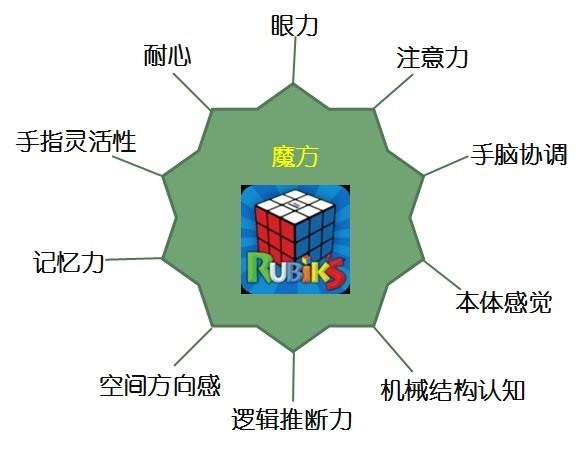 眼力
耐心
注意力
手指灵活性
魔方
手脑协调
RUBIK'S
记忆力
本体感觉
空间方向感
机械结构认知
逻辑推断力